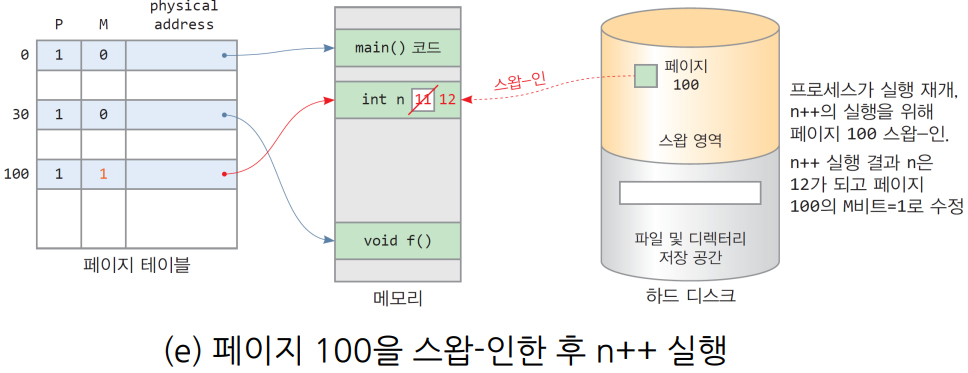 physical
P M address
0 1 0
30 1 0
100 1 1
페이지 테이블
main() 코드
int n 11 12
void f()
메모리
스왑-인
페이지
100
스왑 영역
파일 및 디렉터리
저장 공간
하드 디스크
프로세스가 실행 재개,
n++의 실행을 위해
페이지 100 스왑-인.
n++ 실행 결과 n은
12가 되고 페이지
100의 M비트=1로 수정
(e) 페이지 100을 스왑-인한 후 n++ 실행